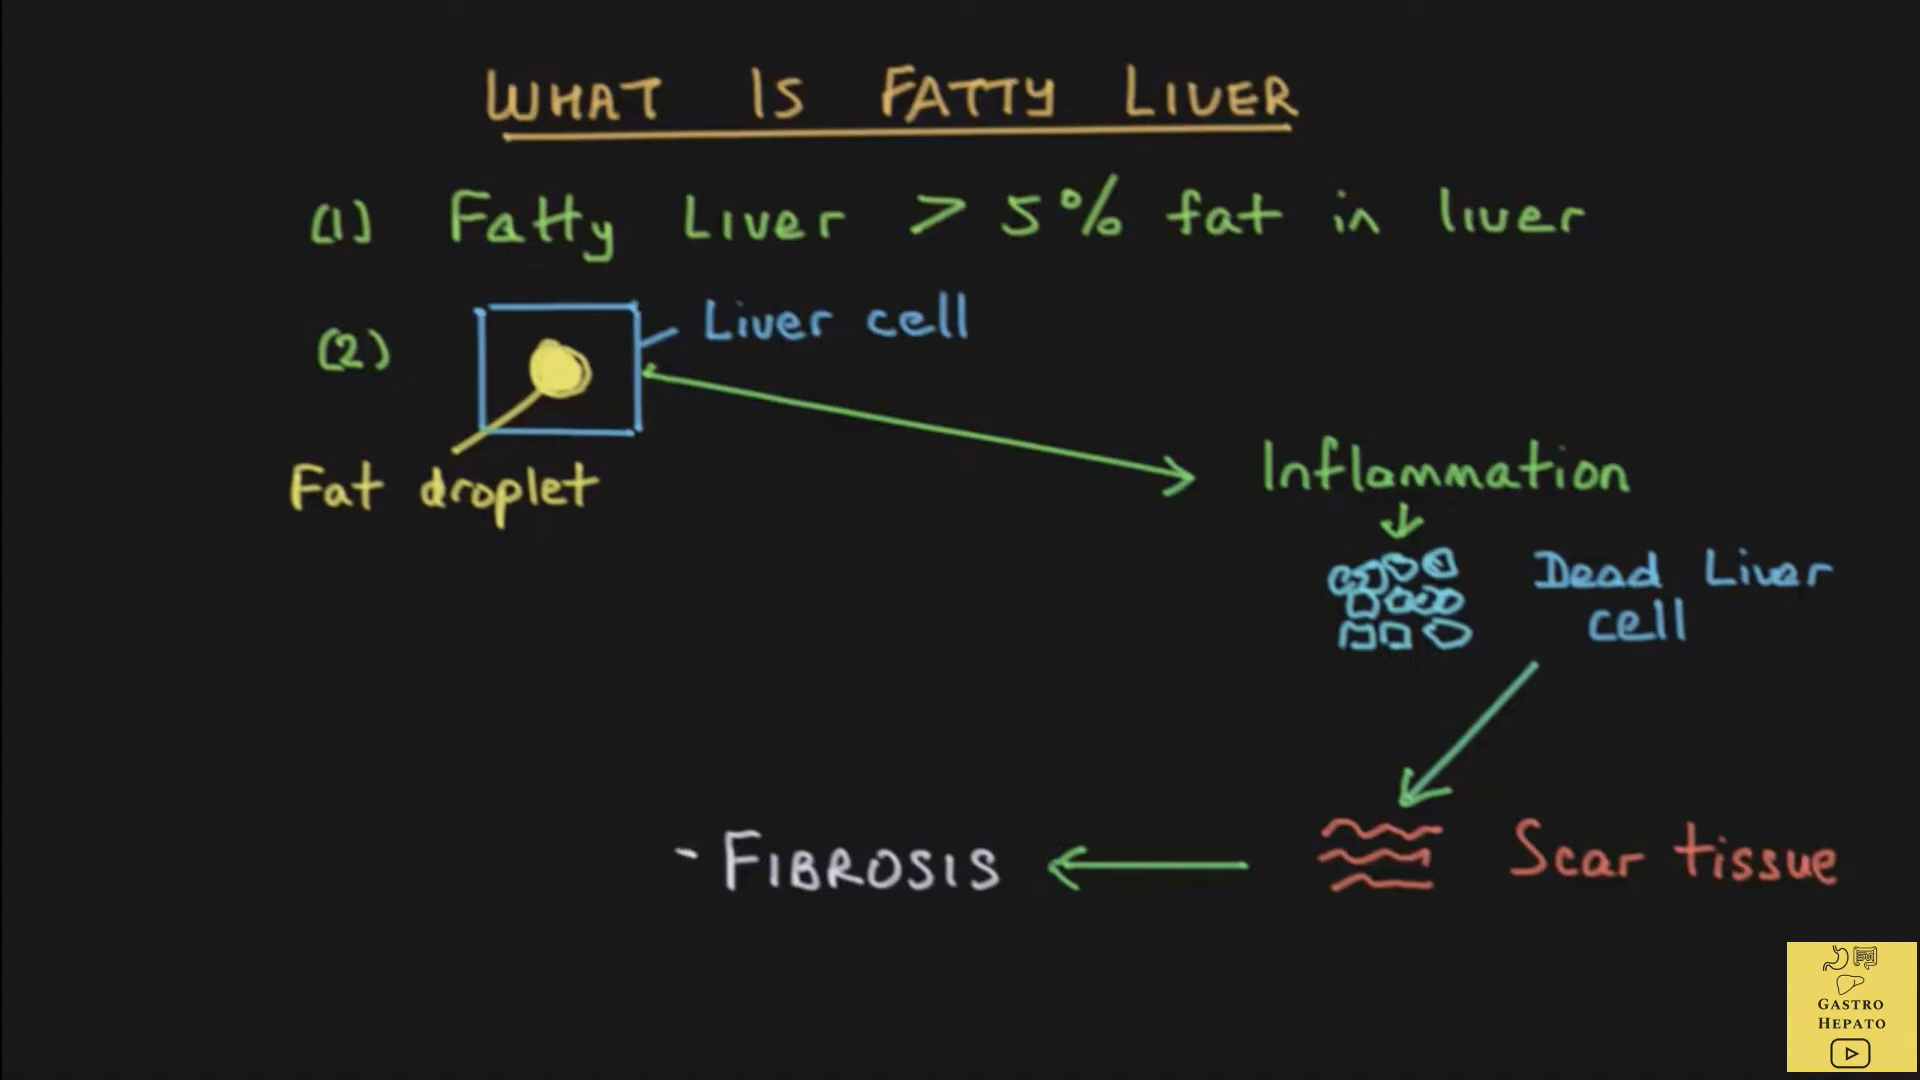 WHAT IS FATTY LIVER
(1) Fatty Liver > 5% fat in liver
(2)
Liver cell
Fat droplet
Inflammation
Dead Liver
cell
Scar tissue
- FIBROSIS
GASTRO
HEPATO